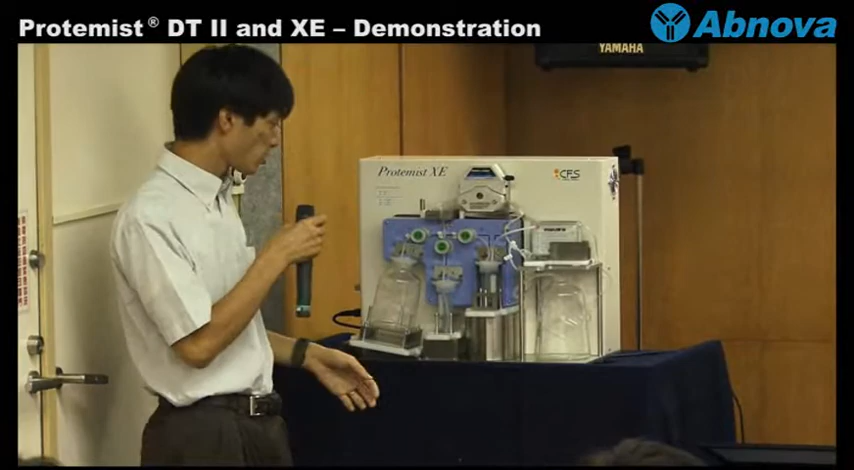 Protemist® DT II and XE – Demonstration
Abnova
YAMAHA
Protemist XE
CFS